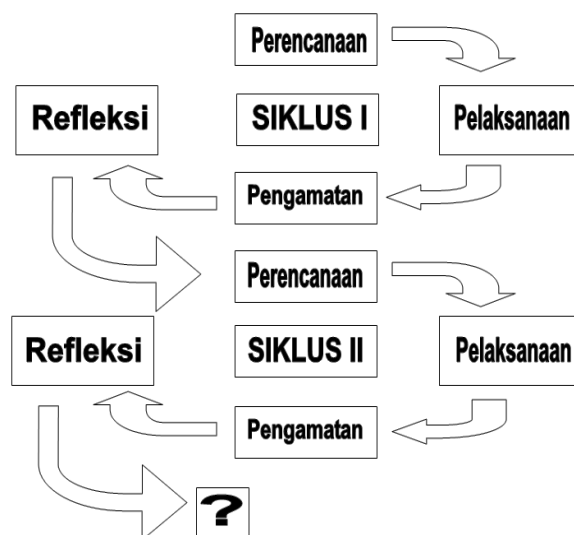 Perencanaan
Refleksi
SIKLUS I
Pelaksanaan
Pengamatan
Perencanaan
Refleksi
SIKLUS II
Pelaksanaan
Pengamatan
?